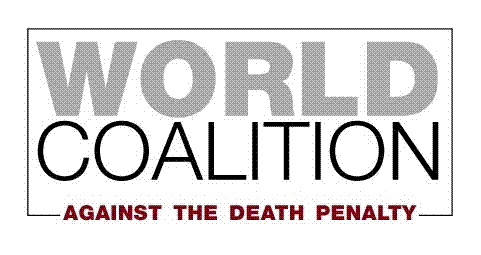 WORLD
COALITION
AGAINST THE DEATH PENALTY